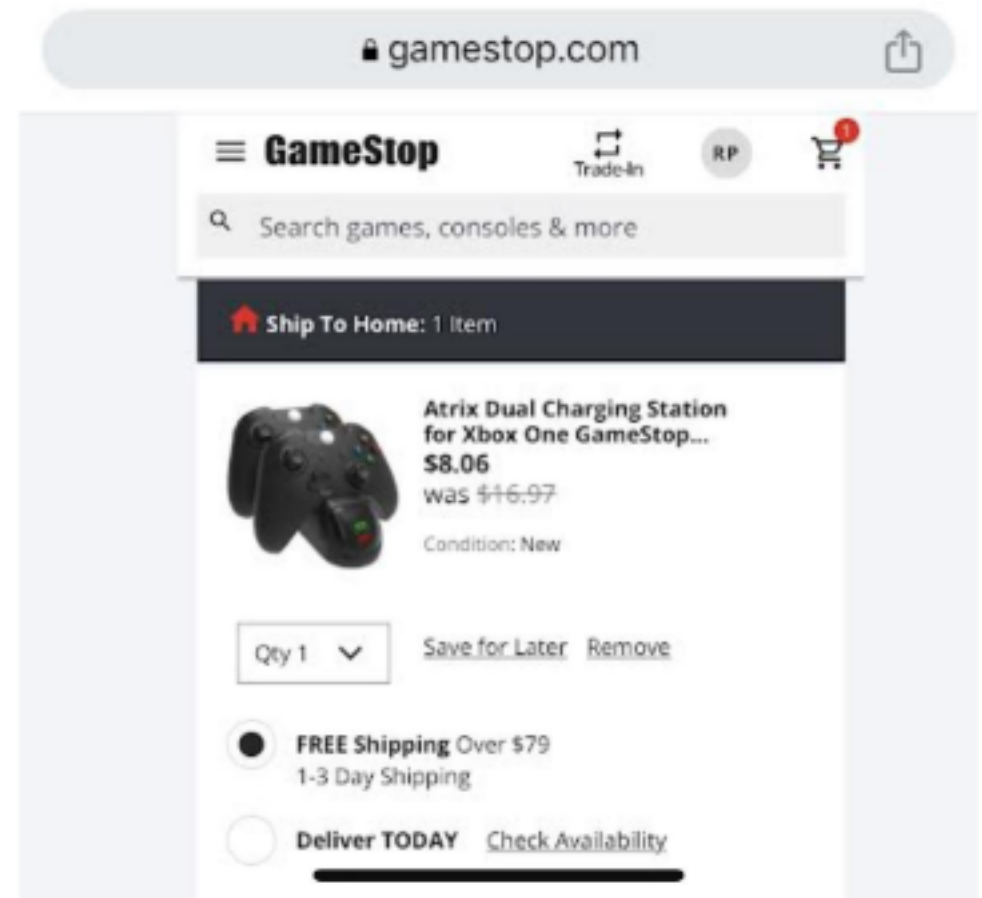 gamestop.com
GameStop
Trade-In
RP
1
Search games, consoles & more
Ship To Home: 1 Item
Atrix Dual Charging Station
for Xbox One GameStop...
$8.06
was $16.97
Condition: New
Qty 1
Save for Later Remove
FREE Shipping Over $79
1-3 Day Shipping
Deliver TODAY Check Availability